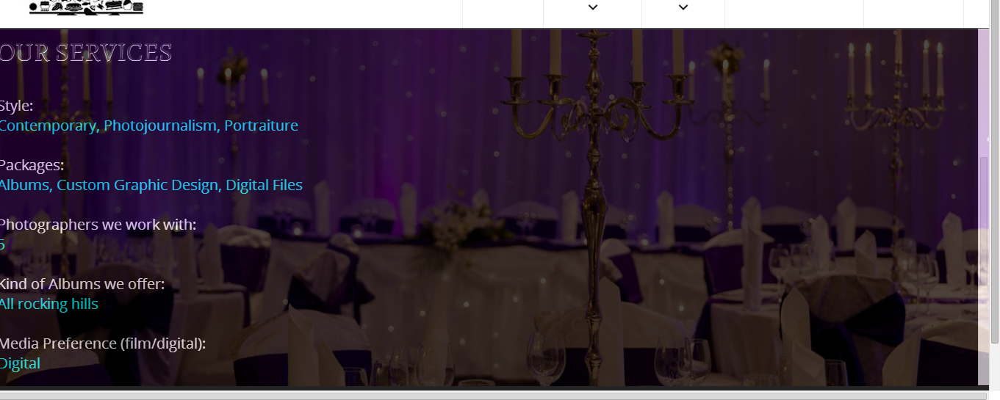 OUR SERVICES
Style:
Contemporary, Photojournalism, Portraiture
Packages:
Albums, Custom Graphic Design, Digital Files
Photographers we work with:
5
Kind of Albums we offer:
All rocking hills
Media Preference (film/digital):
Digital